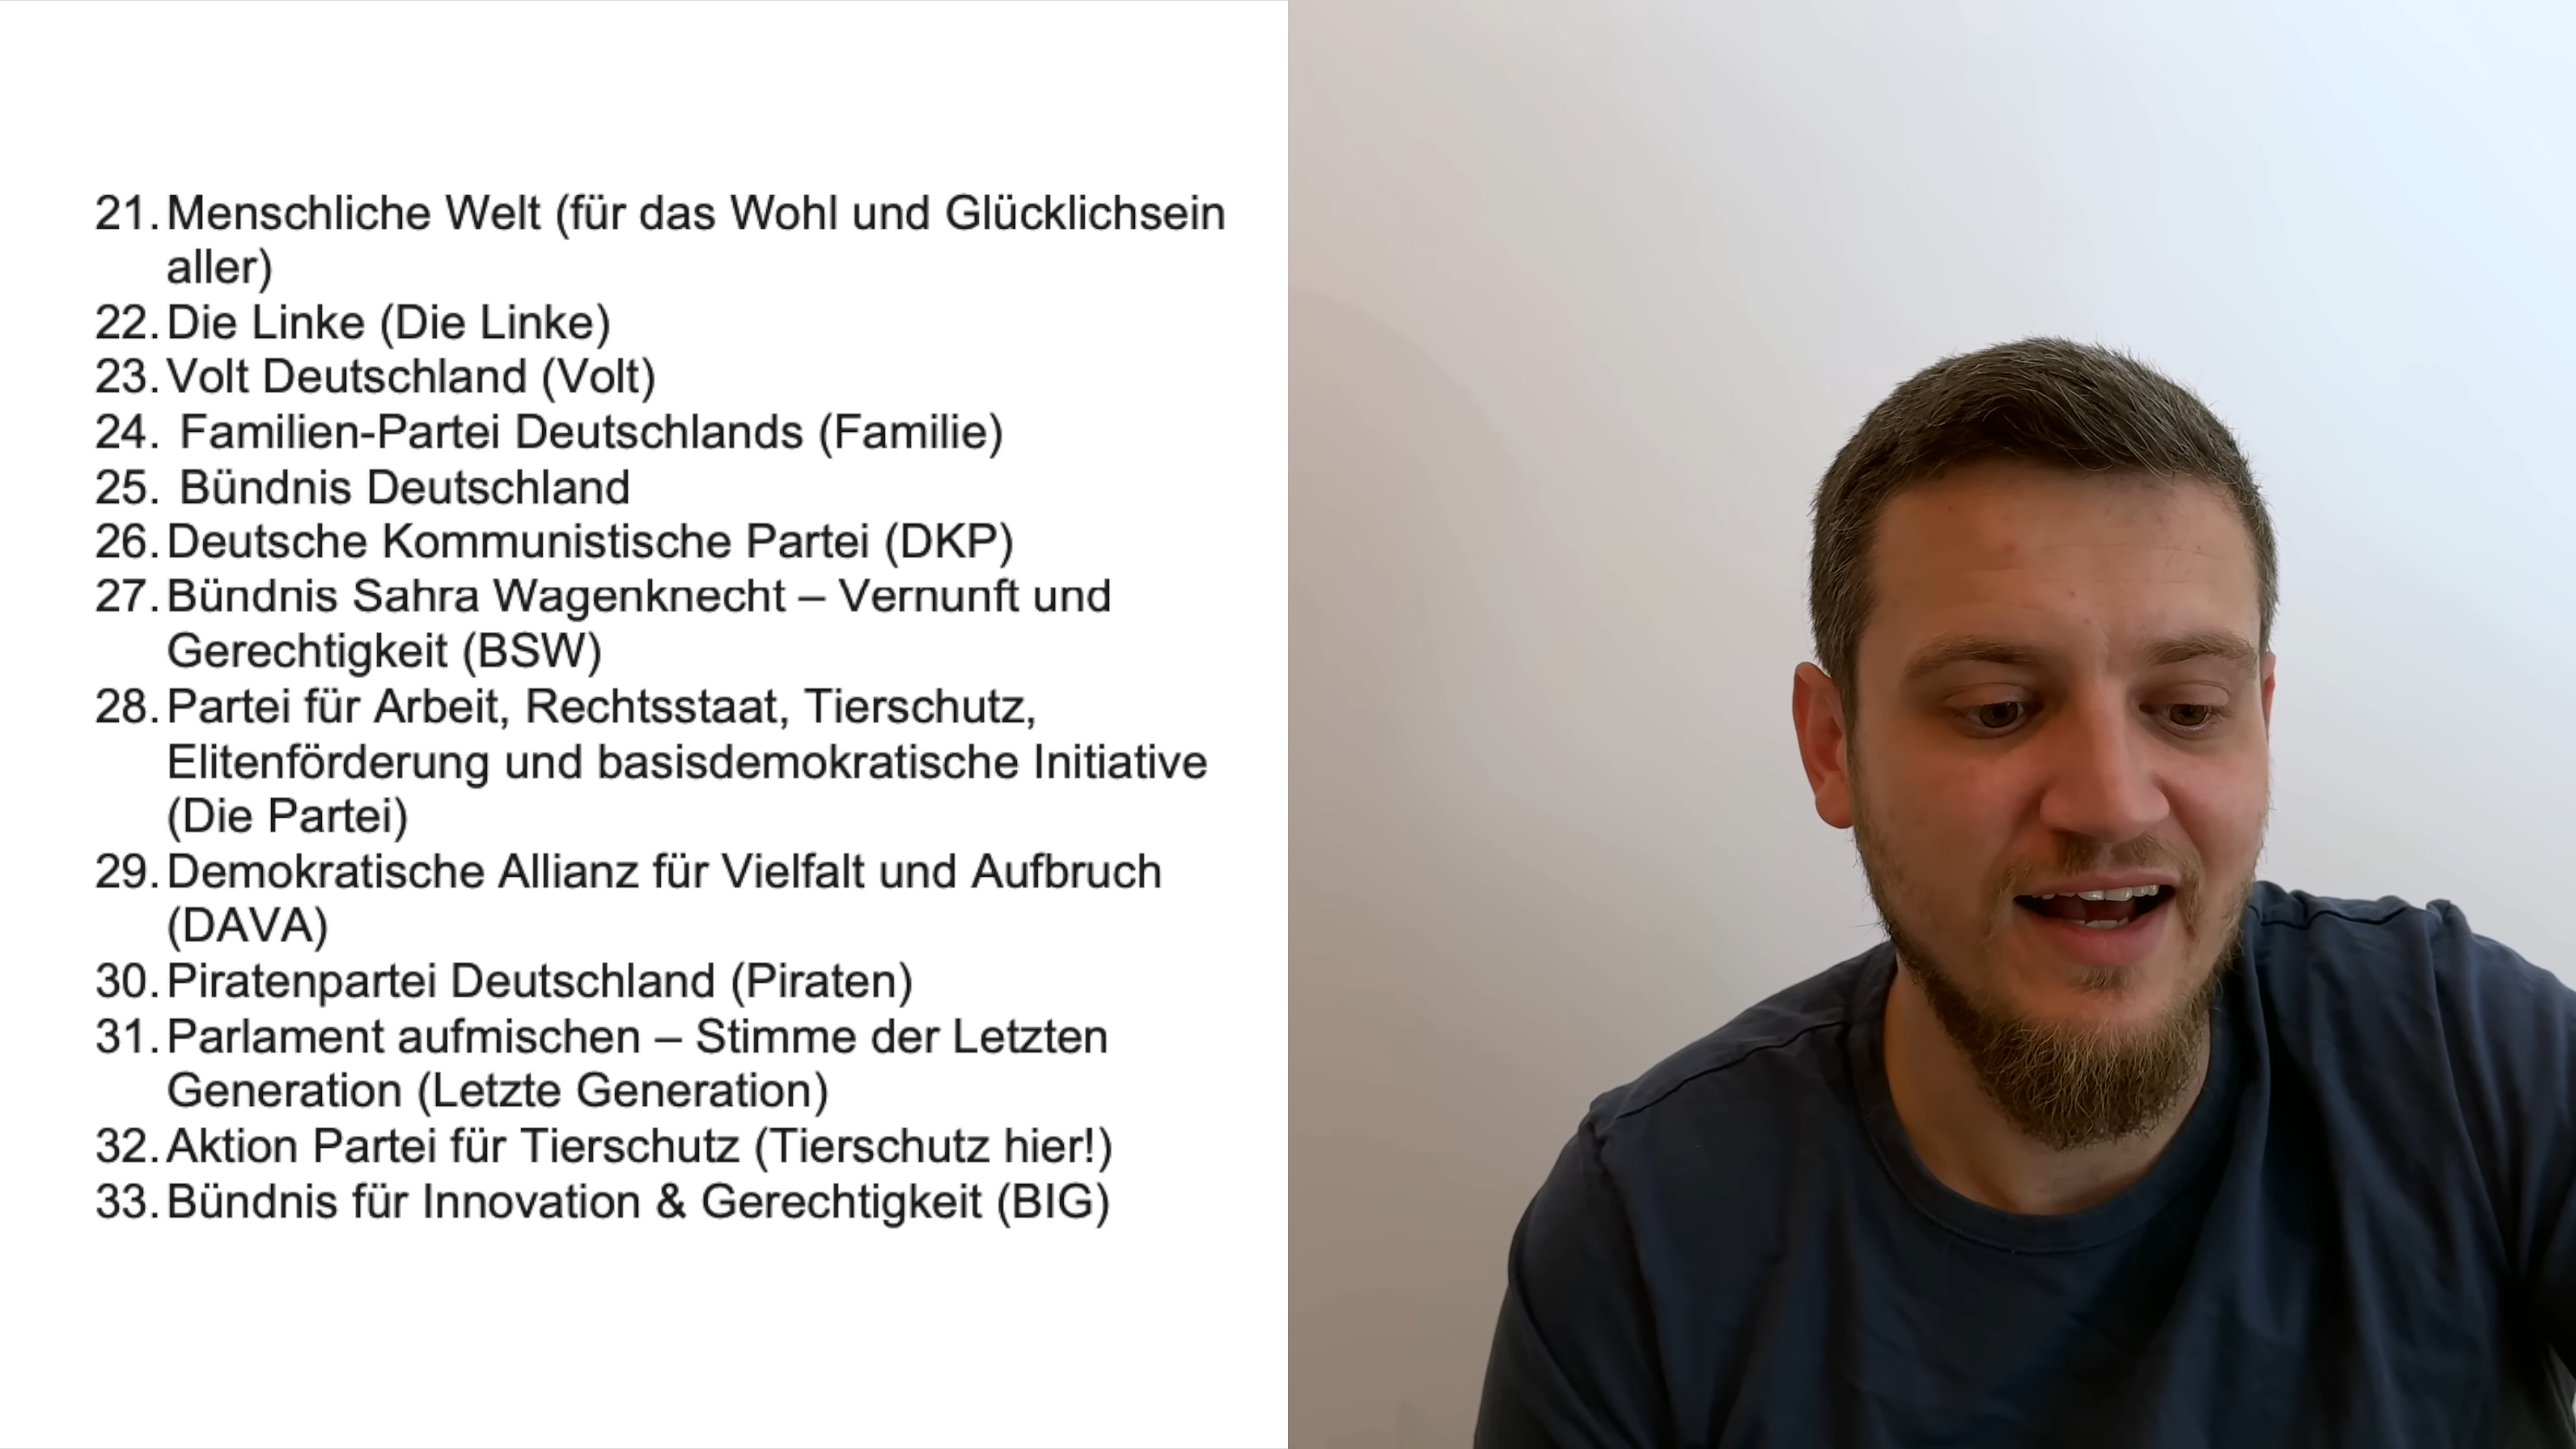 21. Menschliche Welt (für das Wohl und Glücklichsein
aller)
22. Die Linke (Die Linke)
23. Volt Deutschland (Volt)
24. Familien-Partei Deutschlands (Familie)
25. Bündnis Deutschland
26. Deutsche Kommunistische Partei (DKP)
27. Bündnis Sahra Wagenknecht – Vernunft und
Gerechtigkeit (BSW)
28. Partei für Arbeit, Rechtsstaat, Tierschutz,
Elitenförderung und basisdemokratische Initiative
(Die Partei)
29. Demokratische Allianz für Vielfalt und Aufbruch
(DAVA)
30. Piratenpartei Deutschland (Piraten)
31. Parlament aufmischen – Stimme der Letzten
Generation (Letzte Generation)
32. Aktion Partei für Tierschutz (Tierschutz hier!)
33. Bündnis für Innovation & Gerechtigkeit (BIG)